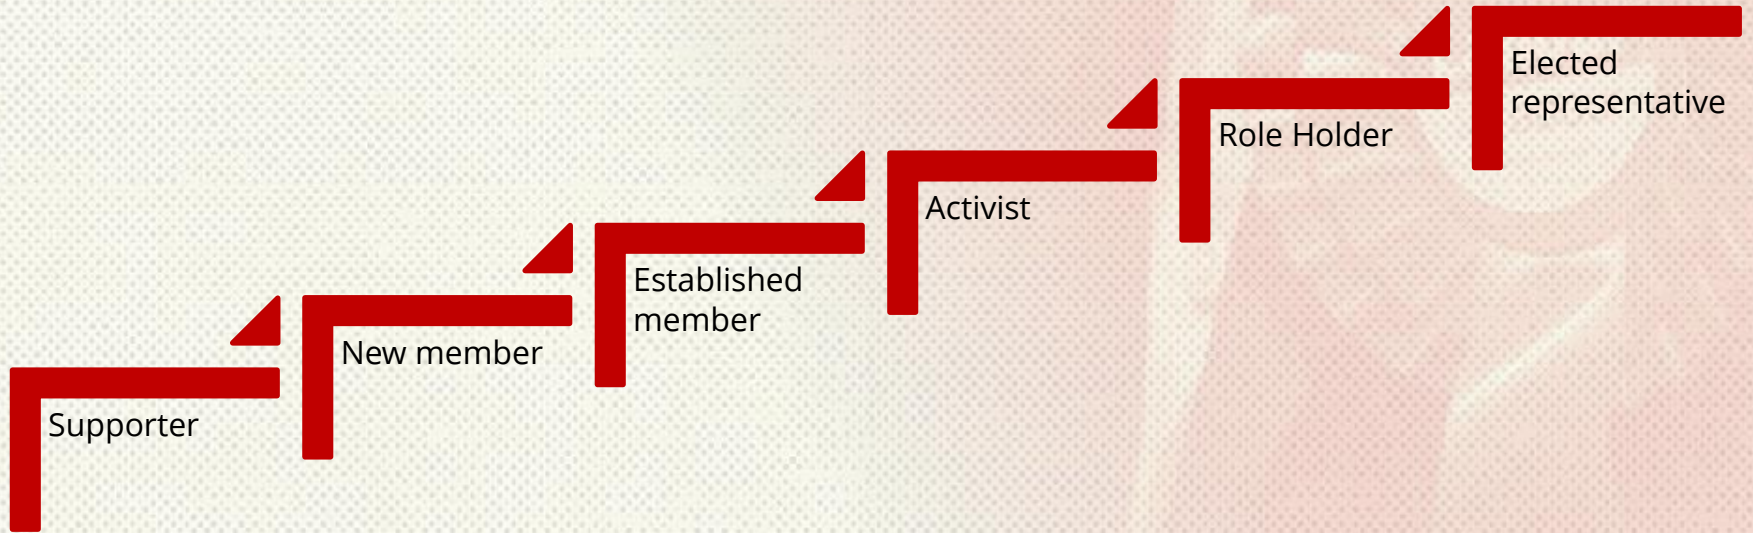 Supporter
New member
Established
member
Activist
Role Holder
Elected
representative